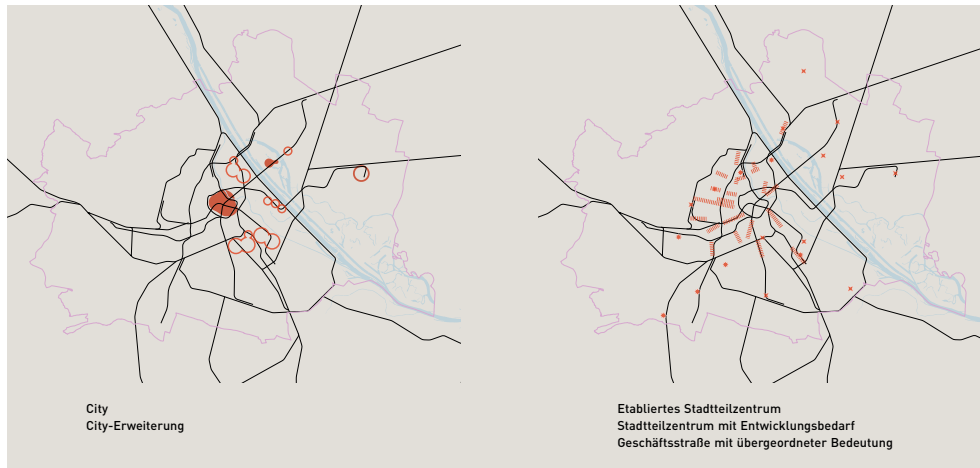 City
City-Erweiterung
Etabliertes Stadtteilzentrum
Stadtteilzentrum mit Entwicklungsbedarf
Geschäftsstraße mit übergeordneter Bedeutung